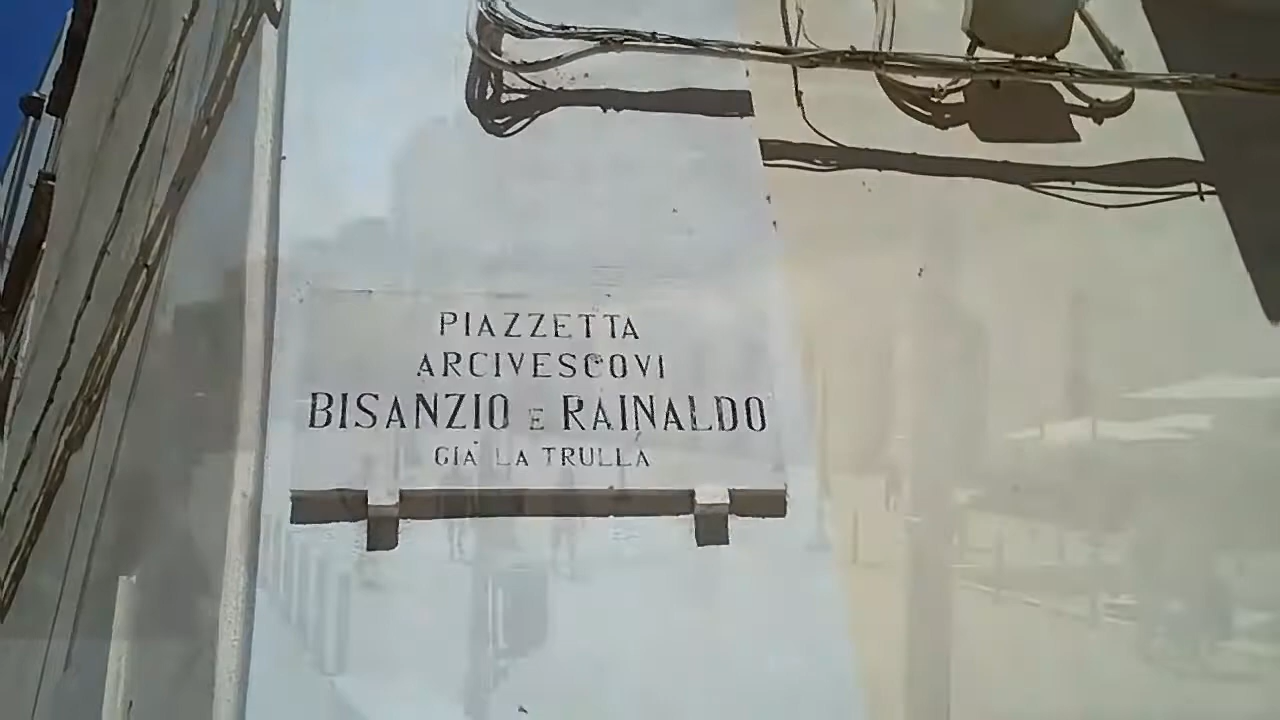 PIAZZETTA
ARCIVESCOVI
BISANZIO E RAINALDO
GIÀ LA TRULLA